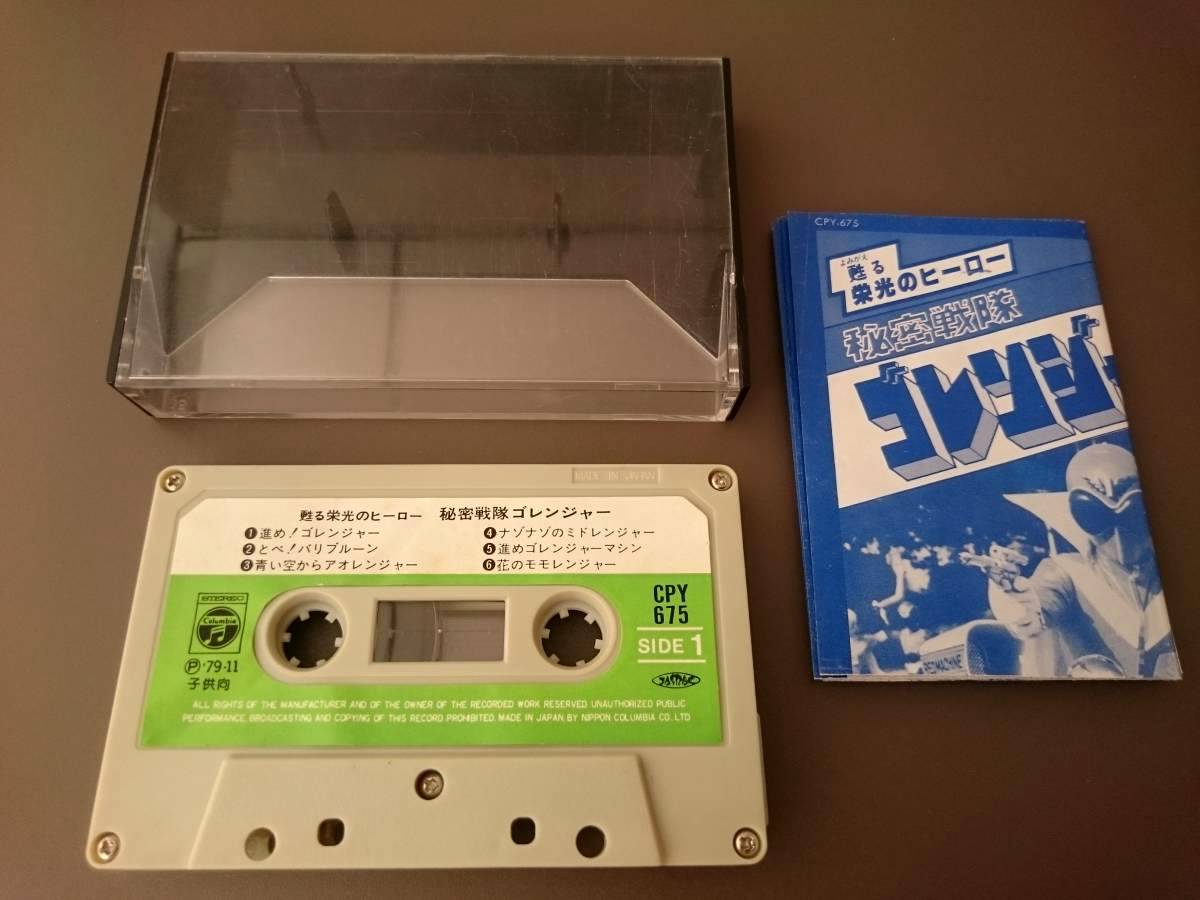 CPY-675
よみがえ
甦る
栄光のヒーロー
秘密戦隊
ゴレンジャ
REDMACHINE
MADE IN JAPAN
甦る栄光のヒーロー 秘密戦隊ゴレンジャー
❶進め!ゴレンジャー
❷とべ!バリブルーン
❸青い空からアオレンジャー
❹ナゾナゾのミドレンジャー
❺進めゴレンジャーマシン
❻花のモモレンジャー
STEREO
Columbia
Ⓟ'79·11
子供向
CPY
675
SIDE 1
ALL RIGHTS OF THE MANUFACTURER AND OF THE OWNER OF THE RECORDED WORK RESERVED. UNAUTHORIZED PUBLIC
PERFORMANCE, BROADCASTING AND COPYING OF THIS RECORD PROHIBITED. MADE IN JAPAN, BY NIPPON COLUMBIA CO., LTD